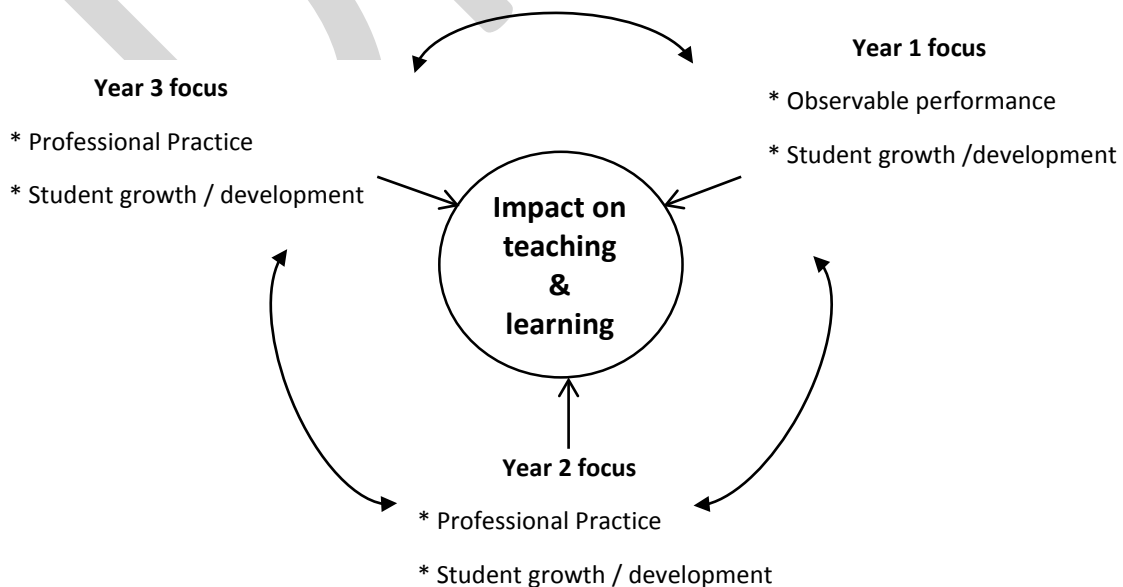 Year 1 focus
* Observable performance
* Student growth /development
Year 3 focus
* Professional Practice
* Student growth / development
Impact on
teaching
&
learning
Year 2 focus
* Professional Practice
* Student growth / development